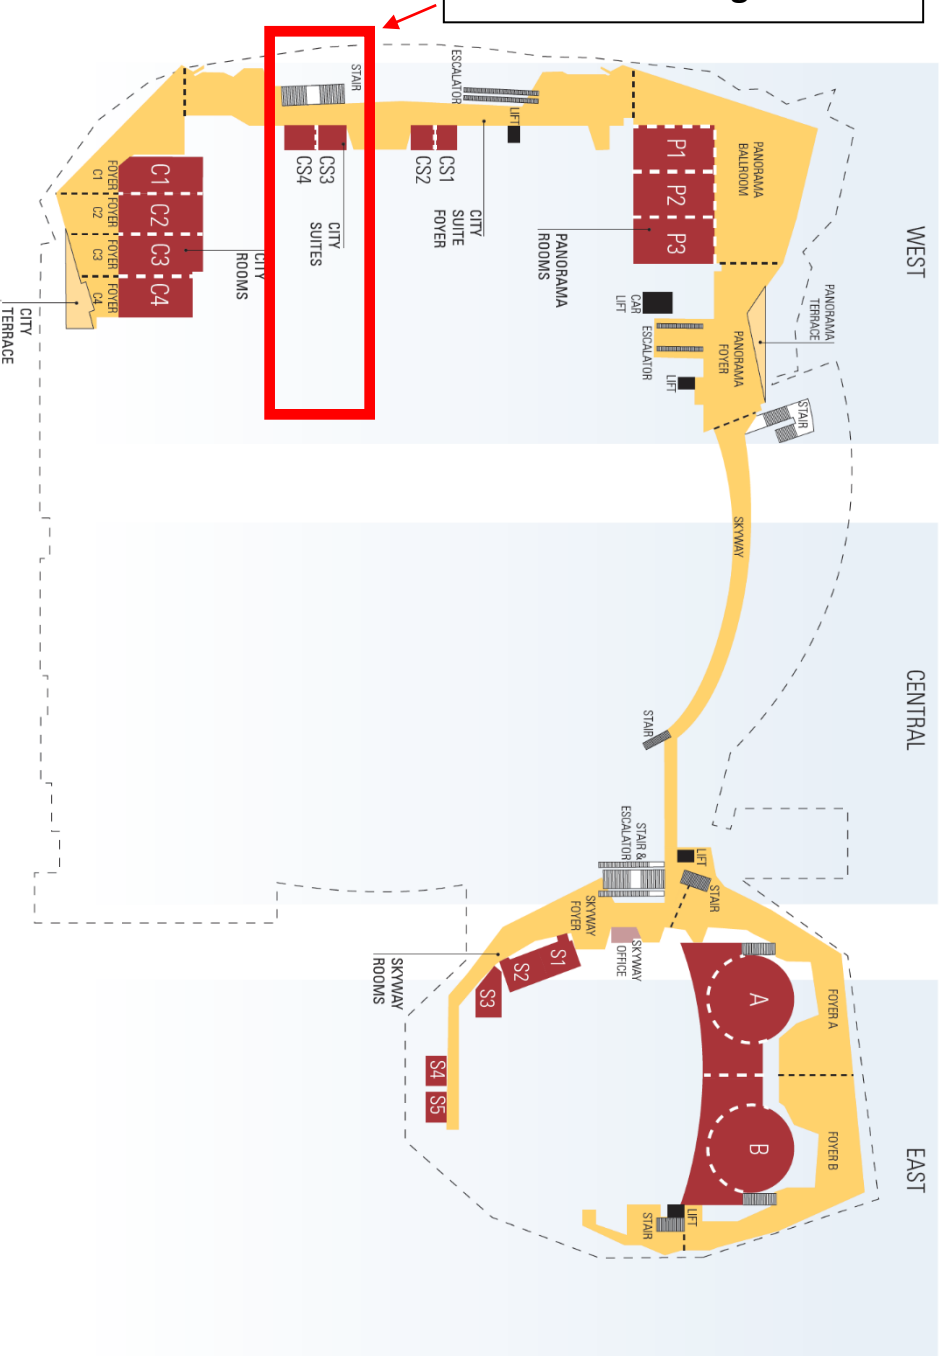 STAIR
ESCALATOR
LIFT
CS4
CS3
CS2
CS1
CITY
SUITES
CITY
SUITE
FOYER
PANORAMA
ROOMS
P1
P2
P3
PANORAMA
BALLROOM
WEST
C1
FOYER
C2
FOYER
C3
FOYER
C4
FOYER
C1
C2
C3
C4
CITY
ROOMS
CITY
TERRACE
CAR
LIFT
ESCALATOR
LIFT
PANORAMA
FOYER
PANORAMA
TERRACE
STAIR
SKYWAY
CENTRAL
STAIR
STAIR &
ESCALATOR
LIFT
STAIR
SKYWAY
FOYER
SKYWAY
OFFICE
SKYWAY
ROOMS
S1
S2
S3
S4
S5
A
B
FOYER A
FOYER B
EAST
LIFT
STAIR